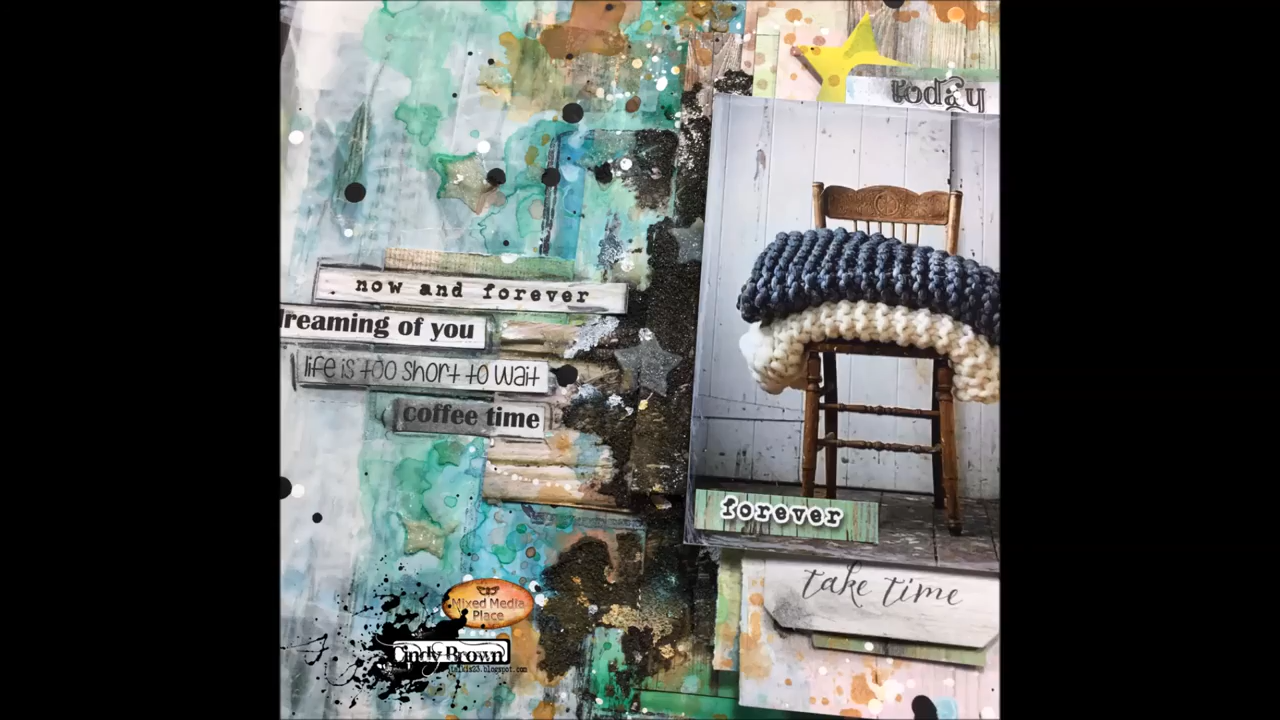 today
now and forever
dreaming of you
life is too short to wait
coffee time
forever
take time
Mixed Media
Place
Cindy Brown